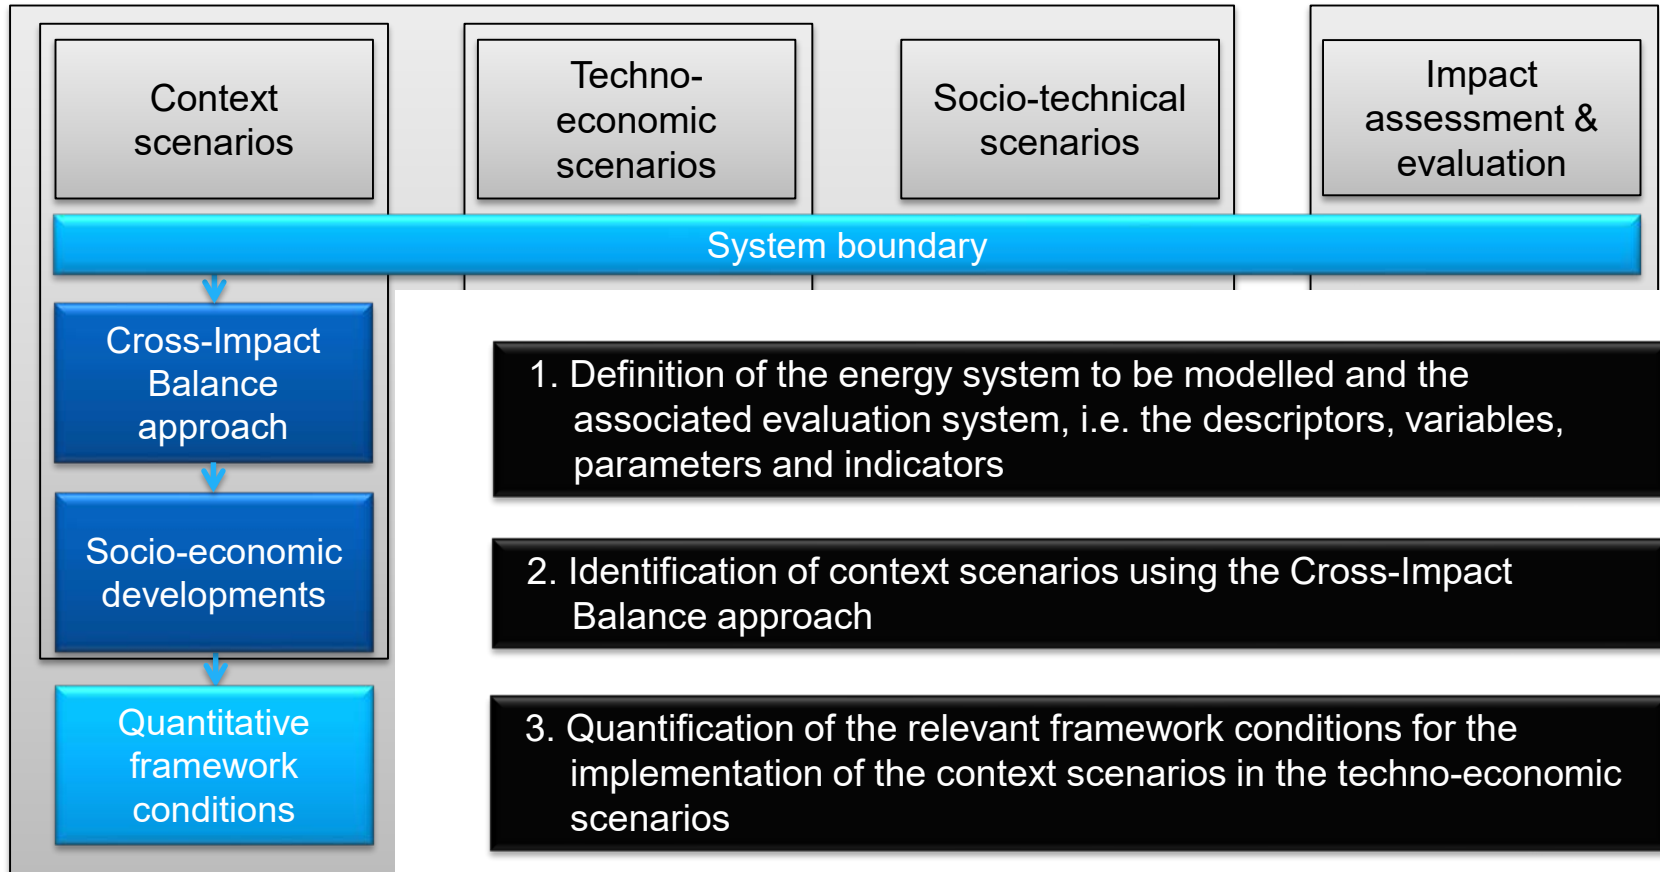 Context
scenarios
Techno-
economic
scenarios
Socio-technical
scenarios
Impact
assessment &
evaluation
System boundary
Cross-Impact
Balance
approach
Socio-economic
developments
Quantitative
framework
conditions
1. Definition of the energy system to be modelled and the
associated evaluation system, i.e. the descriptors, variables,
parameters and indicators
2. Identification of context scenarios using the Cross-Impact
Balance approach
3. Quantification of the relevant framework conditions for the
implementation of the context scenarios in the techno-economic
scenarios